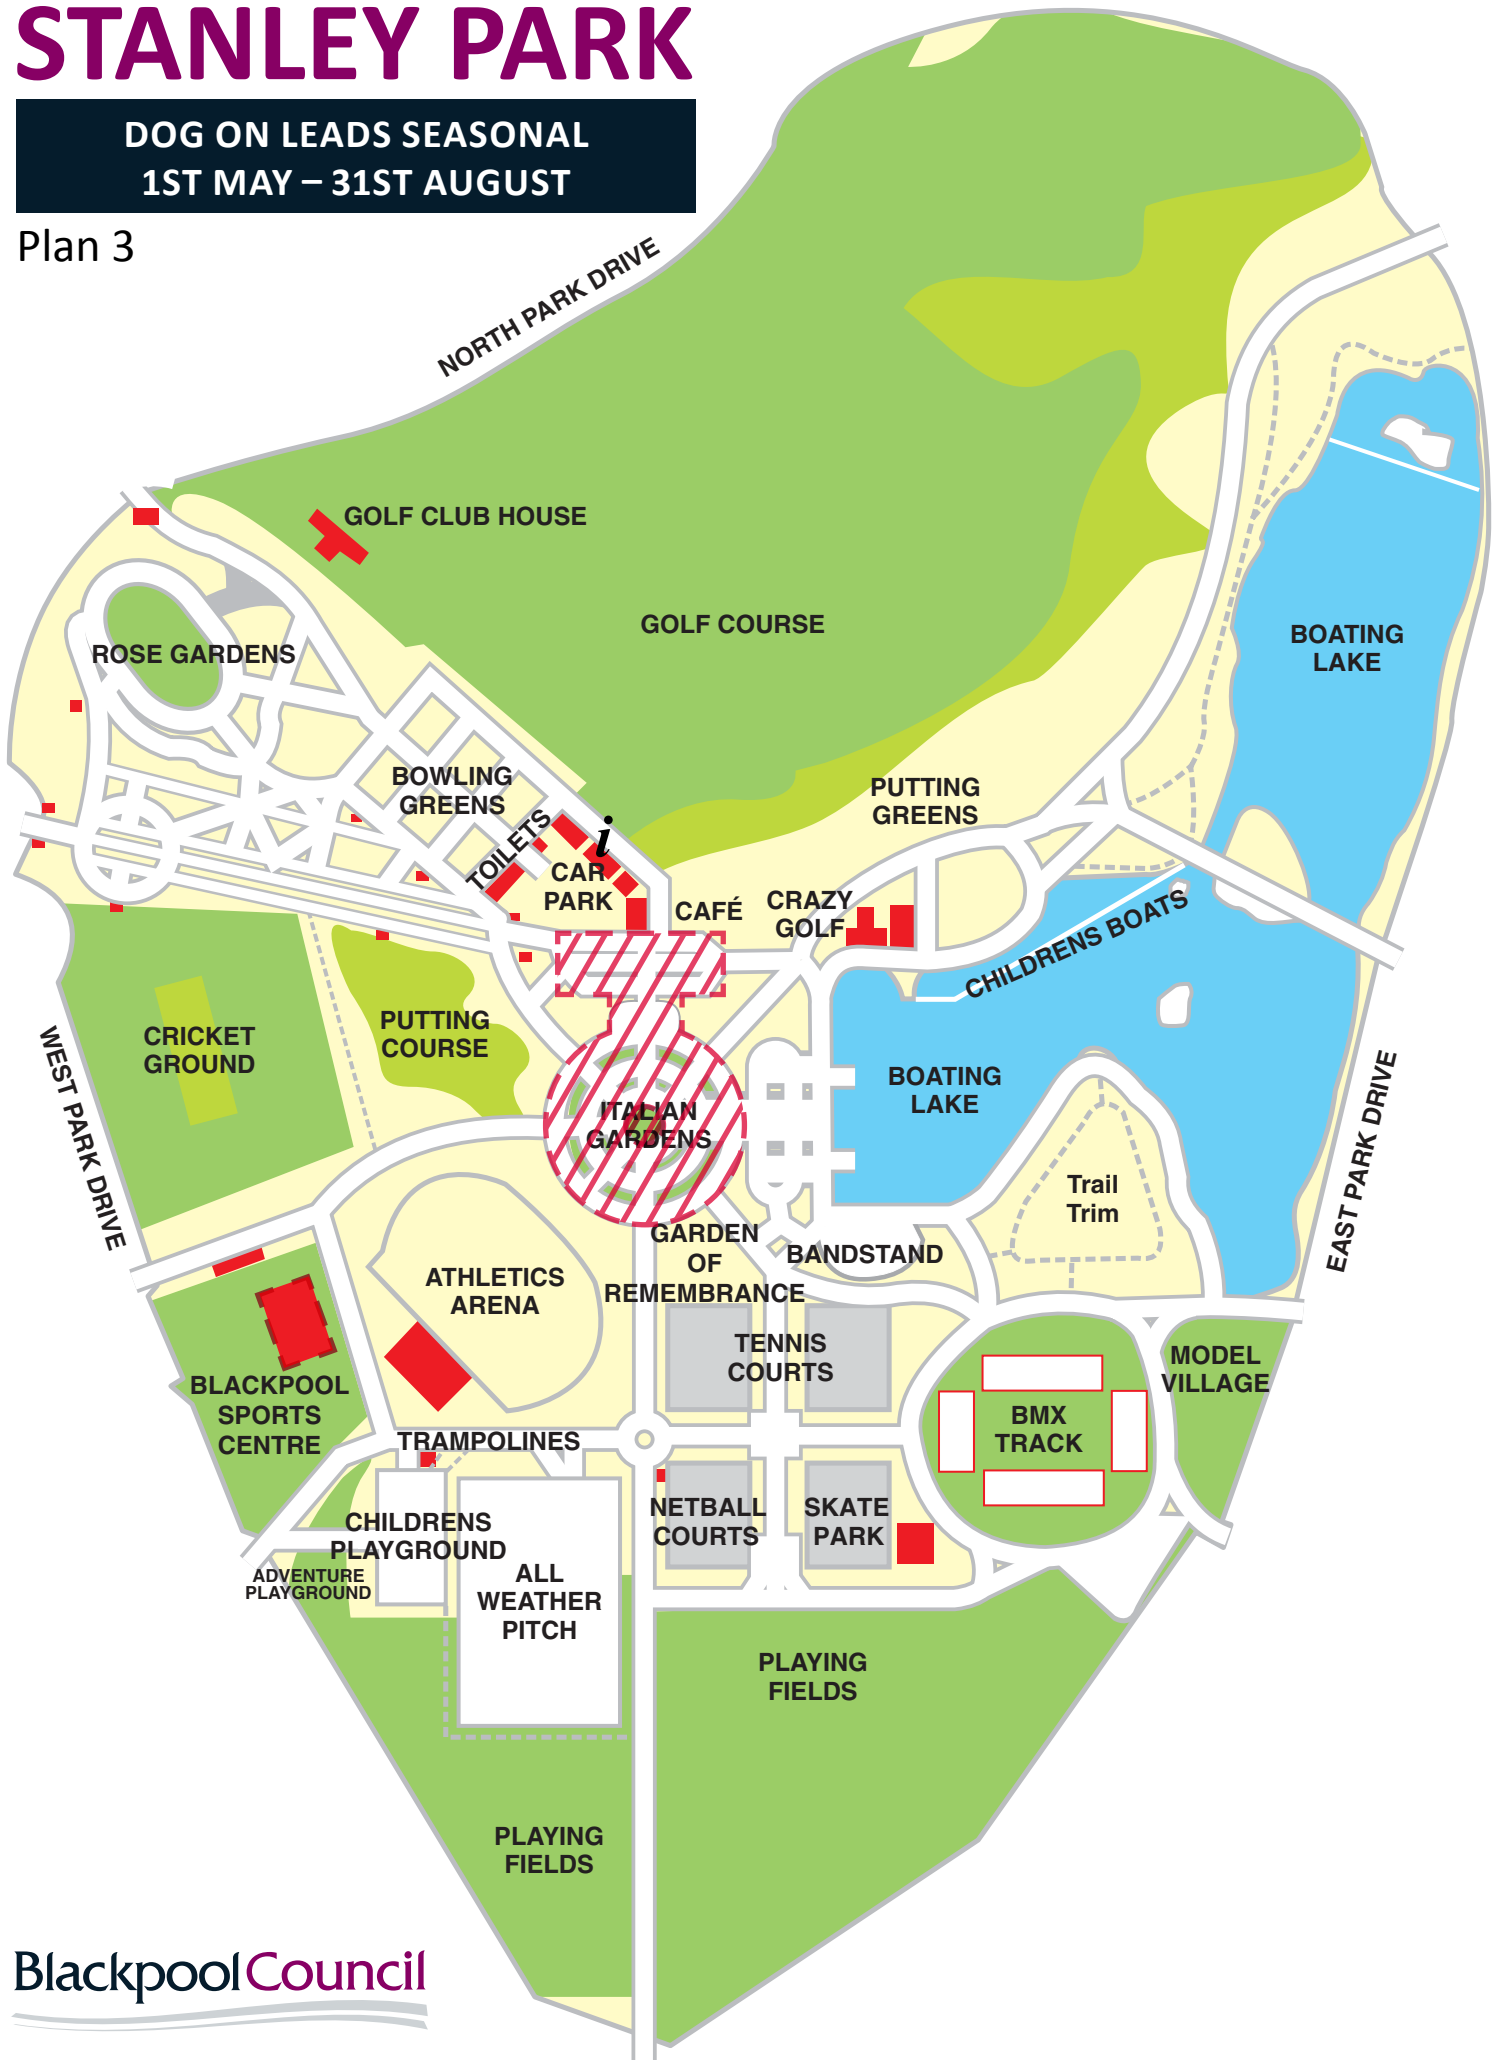 STANLEY PARK
DOG ON LEADS SEASONAL
1ST MAY – 31ST AUGUST
Plan 3
NORTH PARK DRIVE
GOLF CLUB HOUSE
GOLF COURSE
BOATING
LAKE
ROSE GARDENS
BOWLING
GREENS
PUTTING
GREENS
TOILETS
i
CAR
PARK
CAFÉ
CRAZY
GOLF
CHILDRENS BOATS
CRICKET
GROUND
PUTTING
COURSE
WEST PARK DRIVE
ITALIAN
GARDENS
BOATING
LAKE
EAST PARK DRIVE
Trail
Trim
GARDEN
OF
REMEMBRANCE
BANDSTAND
ATHLETICS
ARENA
TENNIS
COURTS
MODEL
VILLAGE
BLACKPOOL
SPORTS
CENTRE
BMX
TRACK
TRAMPOLINES
NETBALL
COURTS
SKATE
PARK
CHILDRENS
PLAYGROUND
ADVENTURE
PLAYGROUND
ALL
WEATHER
PITCH
PLAYING
FIELDS
PLAYING
FIELDS
BlackpoolCouncil